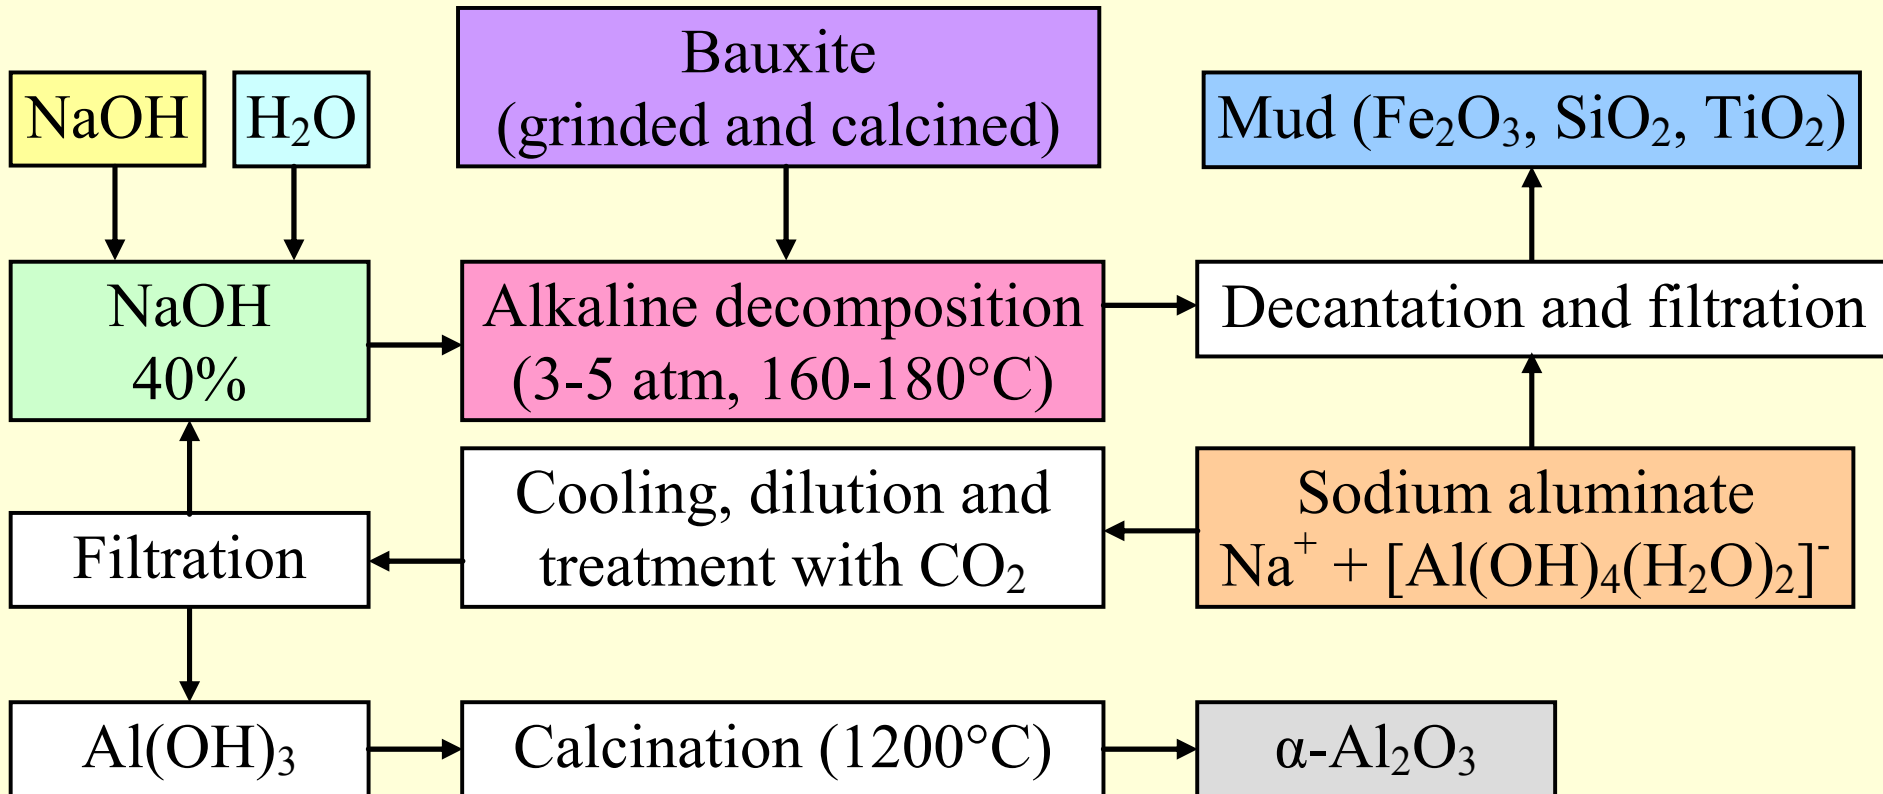 NaOH
H₂O
Bauxite
(grinded and calcined)
Mud (Fe₂O₃, SiO₂, TiO₂)
NaOH
40%
Alkaline decomposition
(3-5 atm, 160-180°C)
Decantation and filtration
Filtration
Cooling, dilution and
treatment with CO₂
Sodium aluminate
Na⁺ + [Al(OH)₄(H₂O)₂]⁻
Al(OH)₃
Calcination (1200°C)
α-Al₂O₃